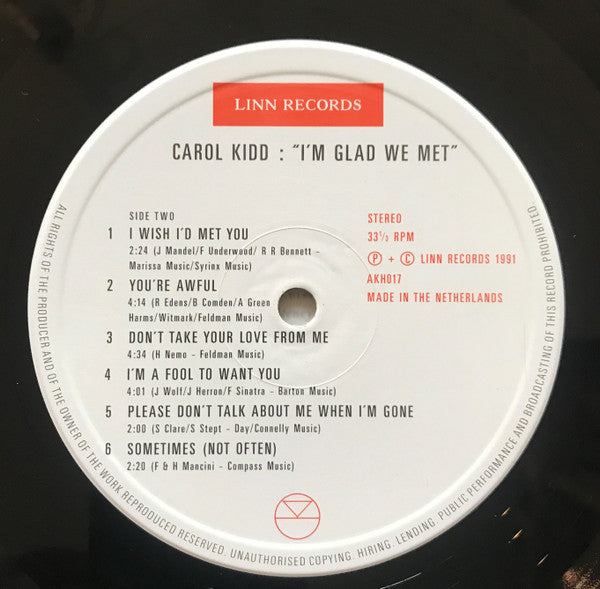 LINN RECORDS
CAROL KIDD : "I'M GLAD WE MET"
SIDE TWO
1 I WISH I'D MET YOU
2:24 (J Mandel/F Underwood/ R R Bennett -
Marissa Music/Syrinx Music)
2 YOU'RE AWFUL
4:14 (R Edens/B Comden/A Green
Harms/Witmark/Feldman Music)
3 DON'T TAKE YOUR LOVE FROM ME
4:34 (H Nemo - Feldman Music)
4 I'M A FOOL TO WANT YOU
4:01 (J Wolf/J Herron/F Sinatra - Barton Music)
5 PLEASE DON'T TALK ABOUT ME WHEN I'M GONE
2:00 (S Clare/S Stept - Day/Connelly Music)
6 SOMETIMES (NOT OFTEN)
2:20 (F & H Mancini - Compass Music)
STEREO
33⅓ RPM
Ⓟ + Ⓒ LINN RECORDS 1991
AKH017
MADE IN THE NETHERLANDS
ALL RIGHTS OF THE PRODUCER AND OF THE OWNER OF THE WORK REPRODUCED RESERVED. UNAUTHORISED COPYING. HIRING. LENDING. PUBLIC PERFORMANCE AND BROADCASTING OF THIS RECORD PROHIBITED